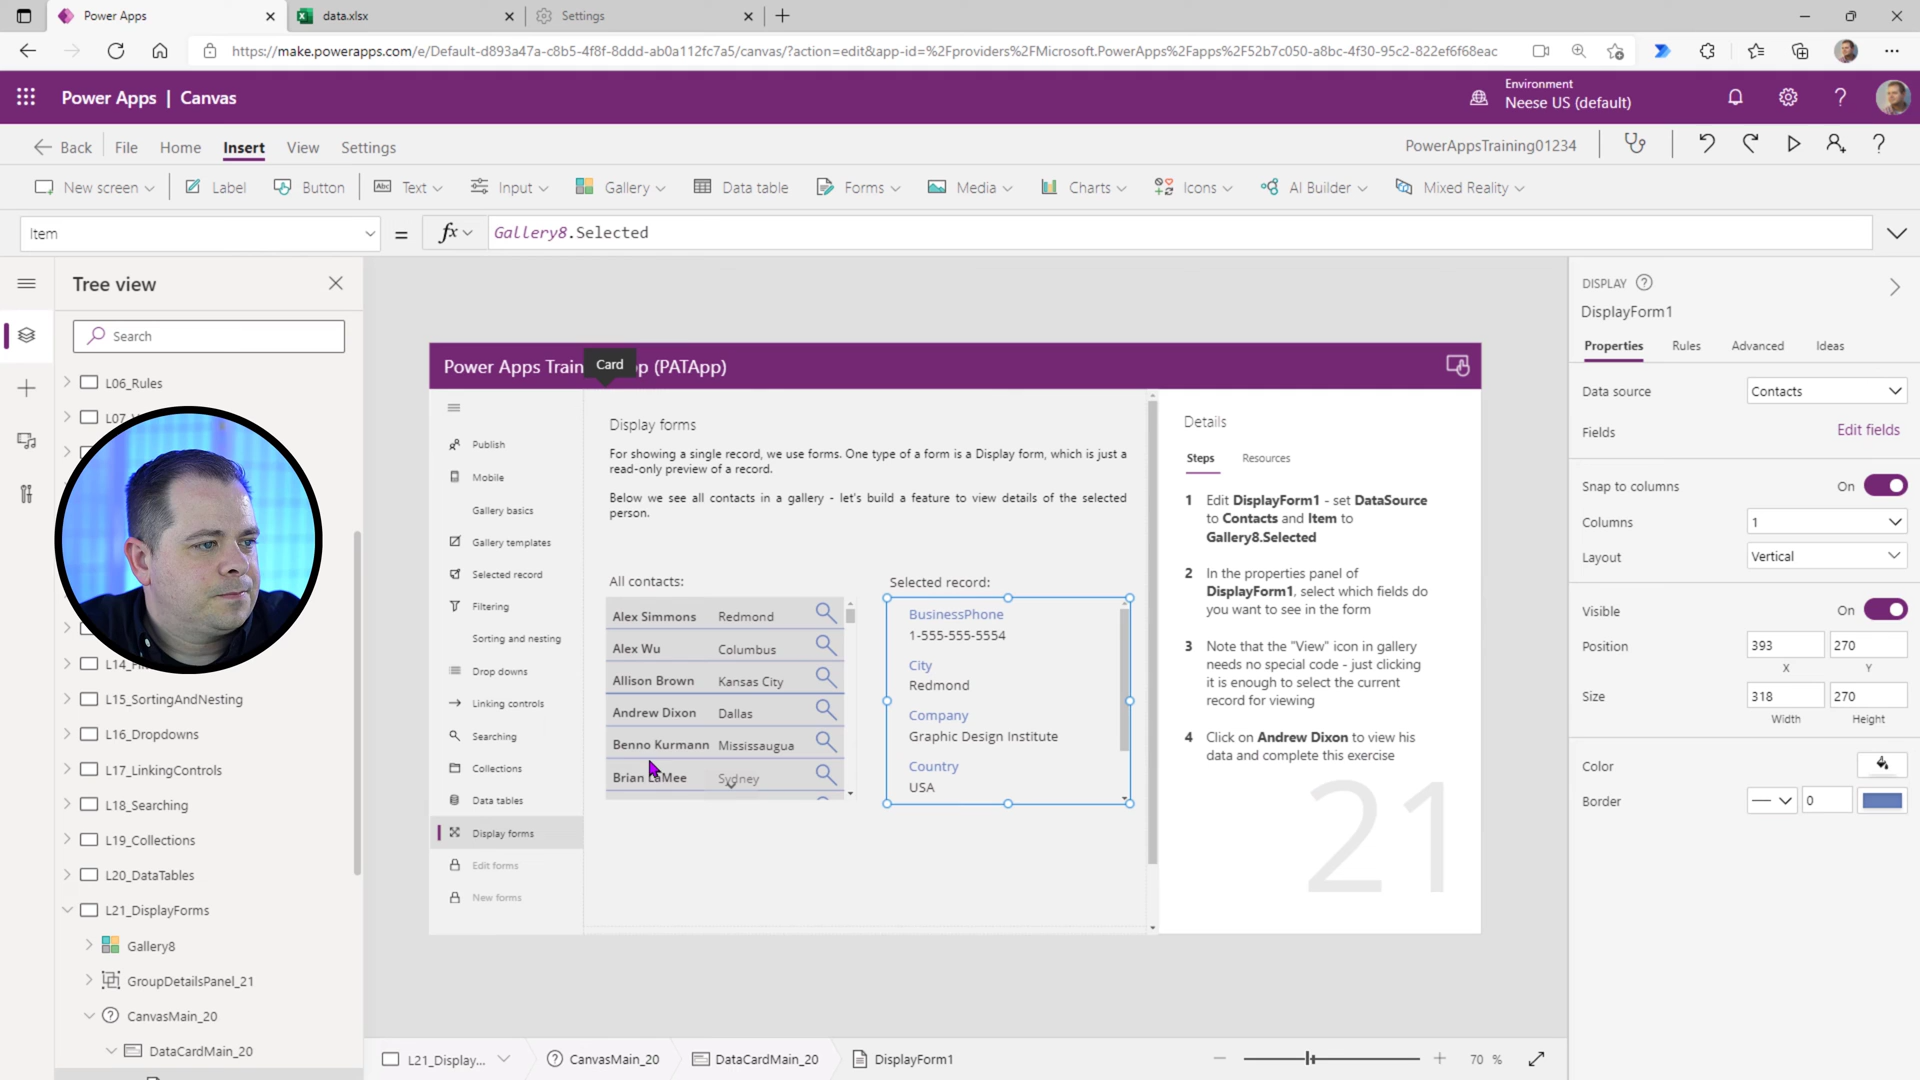 Power Apps
data.xlsx
Settings
https://make.powerapps.com/e/Default-d893a47a-c8b5-4f8f-8ddd-ab0a112fc7a5/canvas/?action=edit&app-id=%2Fproviders%2FMicrosoft.PowerApps%2Fapps%2F52b7c050-a8bc-4f30-95c2-822ef6f68eac
Power Apps | Canvas
Environment
Neese US (default)
Back File Home Insert View Settings
PowerAppsTraining01234
New screen Label Button Text Input Gallery Data table Forms Media Charts Icons AI Builder Mixed Reality
Item = fx Gallery8.Selected
Tree view
Search
L06_Rules
L15_SortingAndNesting
L16_Dropdowns
L17_LinkingControls
L18_Searching
L19_Collections
L20_DataTables
L21_DisplayForms
Gallery8
GroupDetailsPanel_21
CanvasMain_20
DataCardMain_20
Card
Power Apps Train p (PATApp)
Publish
Mobile
Gallery basics
Gallery templates
Selected record
Filtering
Sorting and nesting
Drop downs
Linking controls
Searching
Collections
Data tables
Display forms
Edit forms
New forms
Display forms
For showing a single record, we use forms. One type of a form is a Display form, which is just a
read-only preview of a record.
Below we see all contacts in a gallery - let's build a feature to view details of the selected
person.
All contacts:
Alex Simmons Redmond
Alex Wu Columbus
Allison Brown Kansas City
Andrew Dixon Dallas
Benno Kurmann Mississaugua
Brian LaMee Sydney
Selected record:
BusinessPhone
1-555-555-5554
City
Redmond
Company
Graphic Design Institute
Country
USA
Details
Steps Resources
1 Edit DisplayForm1 - set DataSource
to Contacts and Item to
Gallery8.Selected
2 In the properties panel of
DisplayForm1, select which fields do
you want to see in the form
3 Note that the "View" icon in gallery
needs no special code - just clicking
it is enough to select the current
record for viewing
4 Click on Andrew Dixon to view his
data and complete this exercise
21
DISPLAY
DisplayForm1
Properties Rules Advanced Ideas
Data source Contacts
Fields Edit fields
Snap to columns On
Columns 1
Layout Vertical
Visible On
Position 393 270
X Y
Size 318 270
Width Height
Color
Border 0
L21_Display... CanvasMain_20 DataCardMain_20 DisplayForm1
70 %